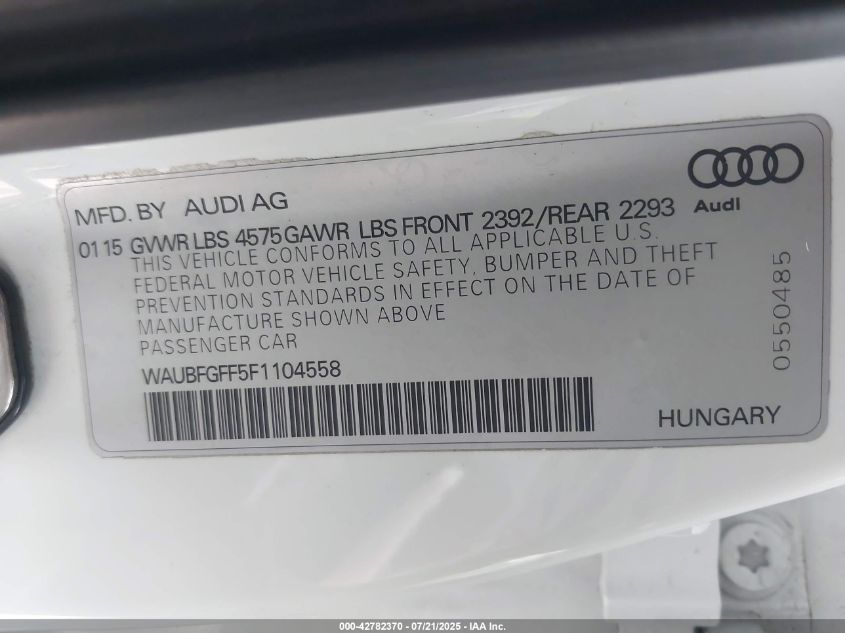 MFD. BY AUDI AG
Audi
01 15 GVWR LBS 4575 GAWR LBS FRONT 2392/REAR 2293
THIS VEHICLE CONFORMS TO ALL APPLICABLE U.S.
FEDERAL MOTOR VEHICLE SAFETY, BUMPER AND THEFT
PREVENTION STANDARDS IN EFFECT ON THE DATE OF
MANUFACTURE SHOWN ABOVE
PASSENGER CAR
0550485
WAUBFGFF5F1104558
HUNGARY
000-42782370 - 07/21/2025 - IAA Inc.